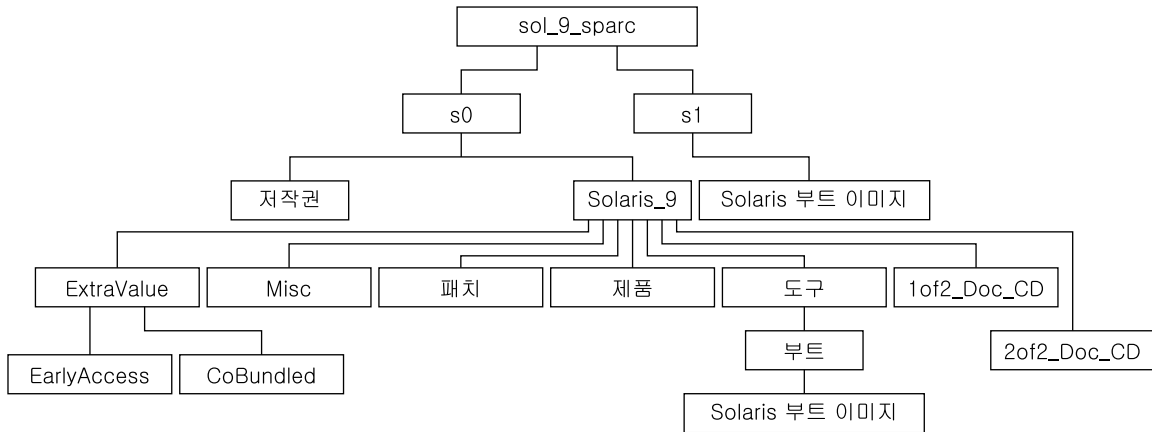 sol_9_sparc
s0
s1
저작권
Solaris_9
Solaris 부트 이미지
ExtraValue
Misc
패치
제품
도구
1of2_Doc_CD
부트
2of2_Doc_CD
EarlyAccess
CoBundled
Solaris 부트 이미지